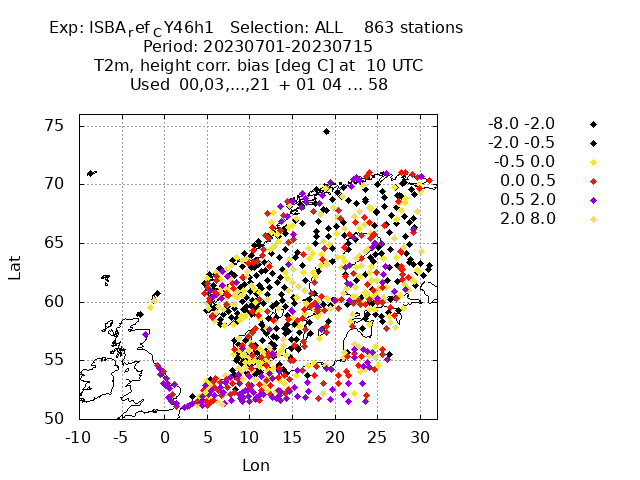 Exp: ISBA_ref_CY46h1   Selection: ALL    863 stations
Period: 20230701-20230715
T2m, height corr. bias [deg C] at  10 UTC
Used  00,03,...,21  + 01 04 ... 58
-8.0 -2.0
-2.0 -0.5
-0.5 0.0
0.0 0.5
0.5 2.0
2.0 8.0
75
70
65
60
55
50
Lat
-10 -5 0 5 10 15 20 25 30
Lon